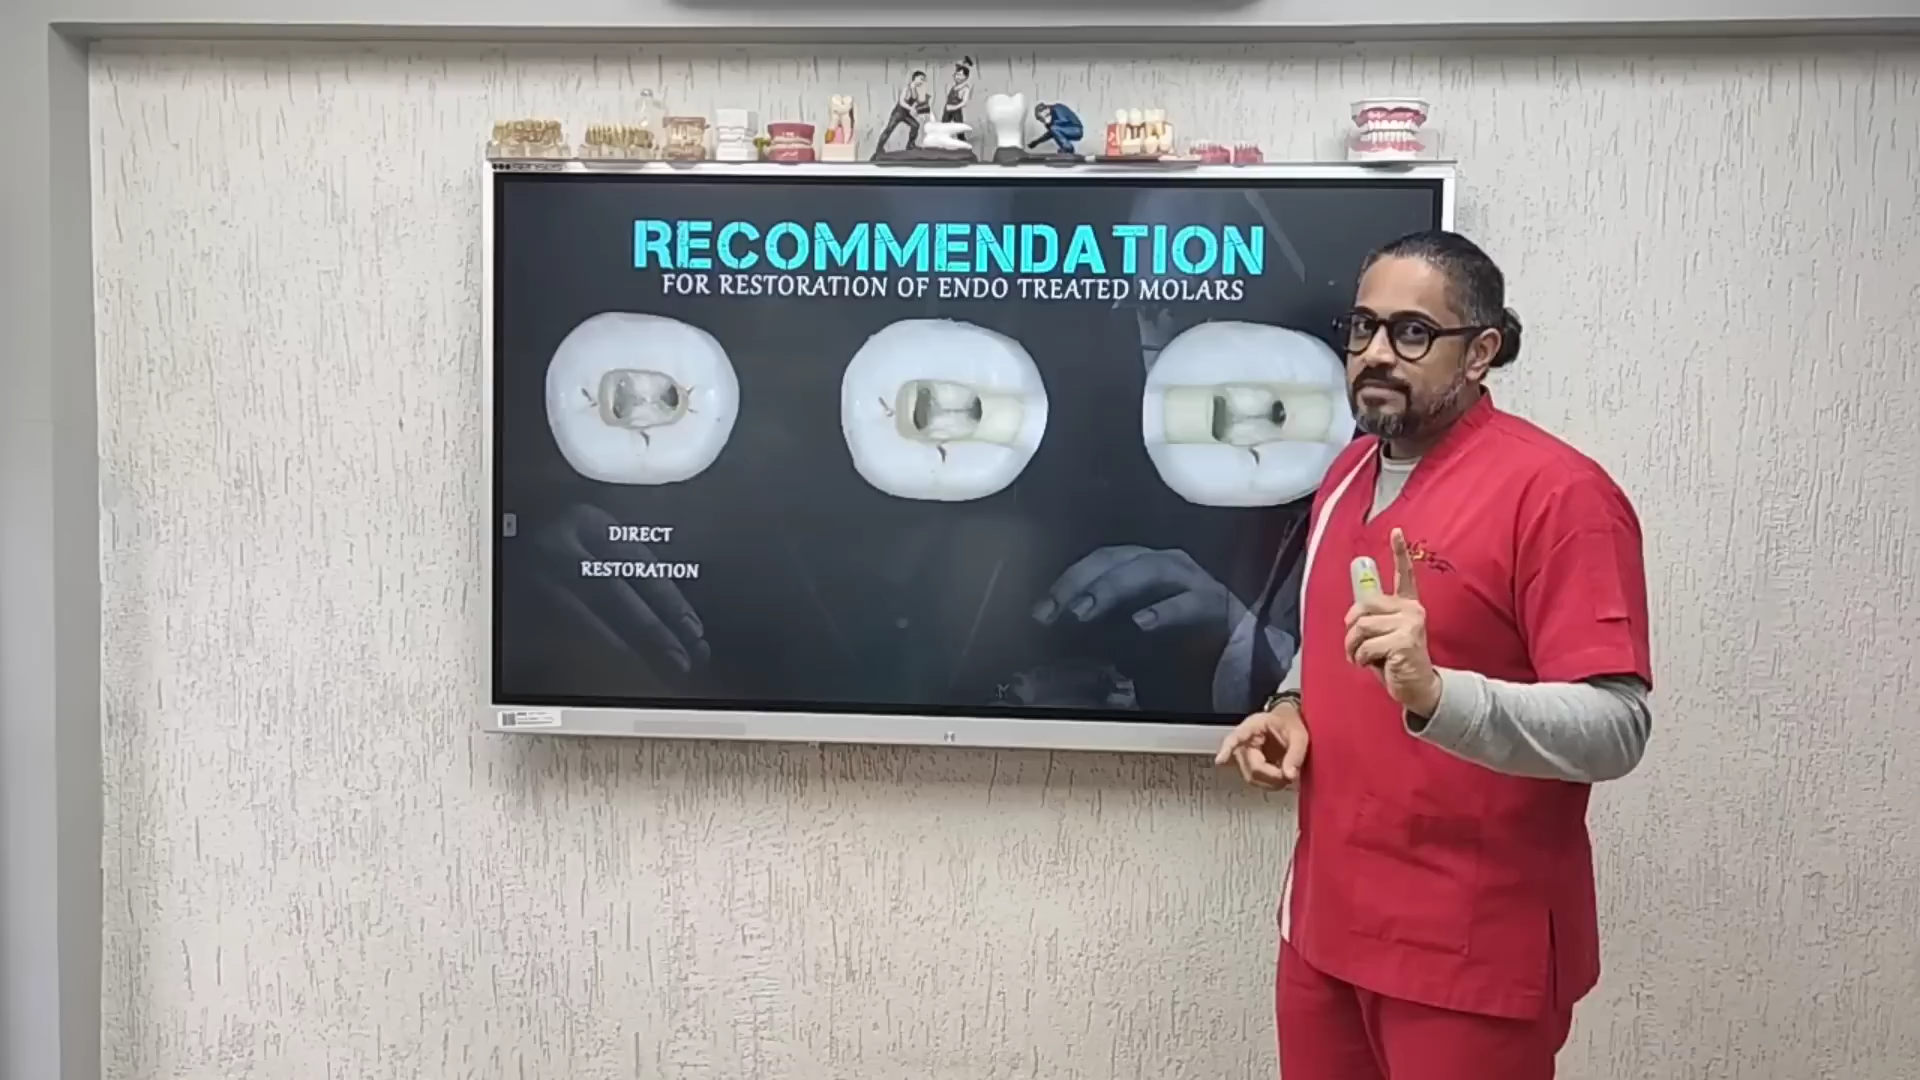 RECOMMENDATION
FOR RESTORATION OF ENDO TREATED MOLARS
DIRECT
RESTORATION